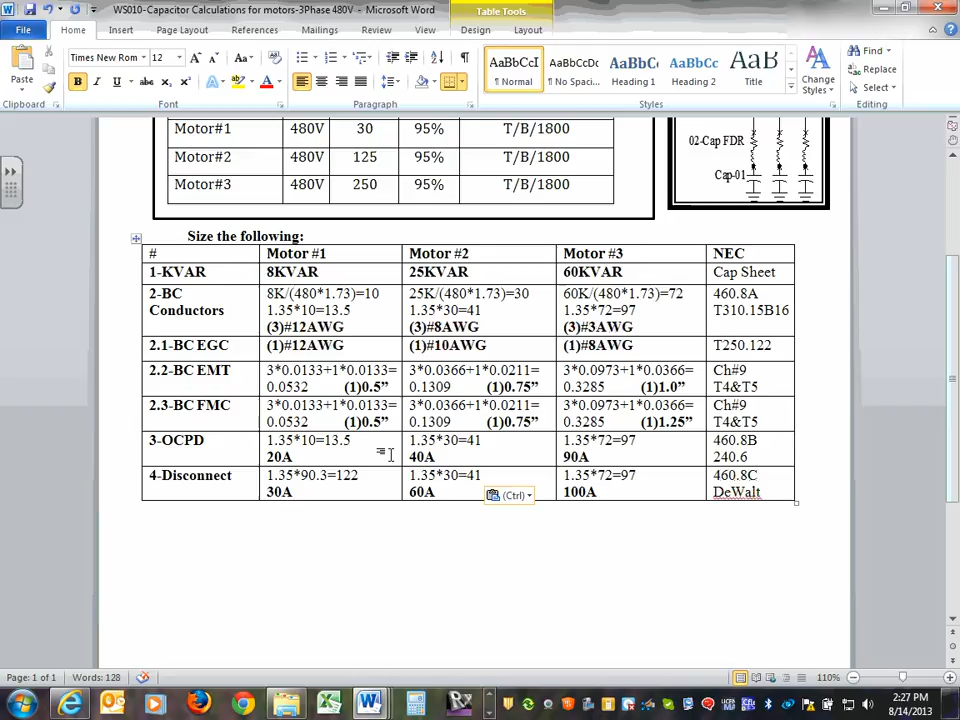 WS010-Capacitor Calculations for motors-3Phase 480V - Microsoft Word
Table Tools
File Home Insert Page Layout References Mailings Review View Design Layout
Paste
Times New Rom 12
B I U abc x₂ x² A ab A
Aa
AaBbCcI AaBbCcDc AaBbC AaBbCc AaB
¶ Normal ¶ No Spaci... Heading 1 Heading 2 Title
Change Styles
Find
Replace
Select
Clipboard Font Paragraph Styles Editing
Motor#1 480V 30 95% T/B/1800
Motor#2 480V 125 95% T/B/1800
Motor#3 480V 250 95% T/B/1800
02-Cap FDR
Cap-01
Size the following:
# Motor #1 Motor #2 Motor #3 NEC
1-KVAR 8KVAR 25KVAR 60KVAR Cap Sheet
2-BC 8K/(480*1.73)=10 25K/(480*1.73)=30 60K/(480*1.73)=72 460.8A
Conductors 1.35*10=13.5 1.35*30=41 1.35*72=97 T310.15B16
(3)#12AWG (3)#8AWG (3)#3AWG
2.1-BC EGC (1)#12AWG (1)#10AWG (1)#8AWG T250.122
2.2-BC EMT 3*0.0133+1*0.0133= 3*0.0366+1*0.0211= 3*0.0973+1*0.0366= Ch#9
0.0532 (1)0.5” 0.1309 (1)0.75” 0.3285 (1)1.0” T4&T5
2.3-BC FMC 3*0.0133+1*0.0133= 3*0.0366+1*0.0211= 3*0.0973+1*0.0366= Ch#9
0.0532 (1)0.5” 0.1309 (1)0.75” 0.3285 (1)1.25” T4&T5
3-OCPD 1.35*10=13.5 1.35*30=41 1.35*72=97 460.8B
20A 40A 90A 240.6
4-Disconnect 1.35*90.3=122 1.35*30=41 1.35*72=97 460.8C
30A 60A 100A DeWalt
(Ctrl)
Page: 1 of 1 Words: 128 110%
2:27 PM
8/14/2013